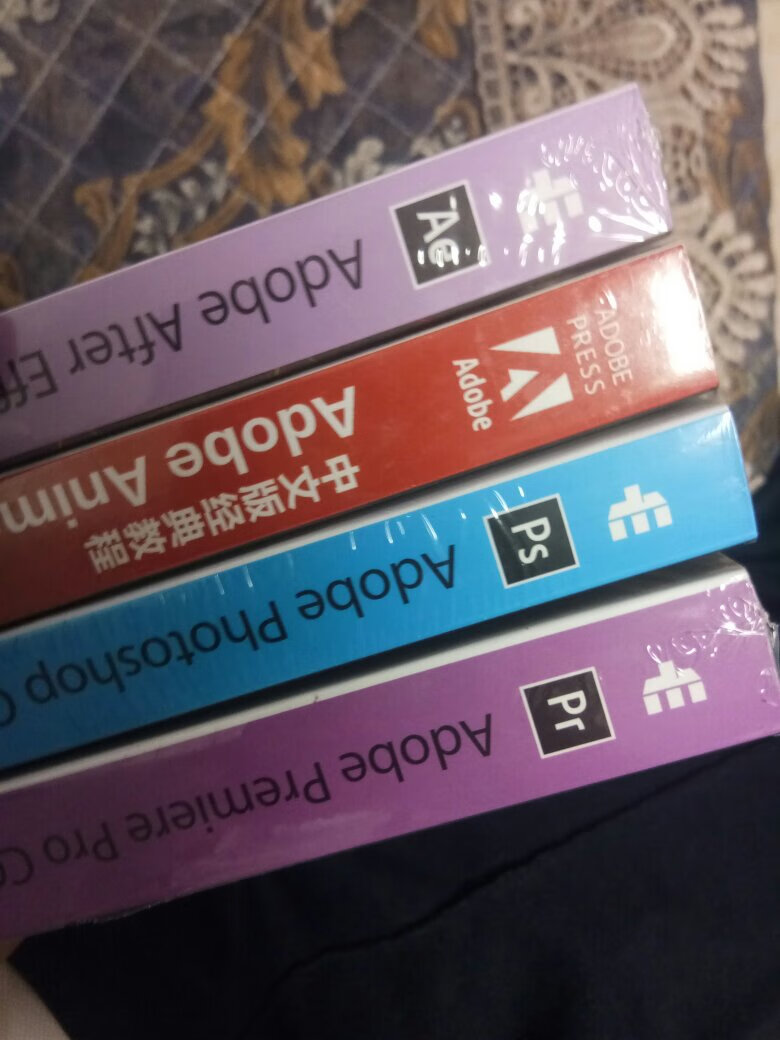 Ae
Adobe After Eff
ADOBE
PRESS
Adobe
Adobe Anim
中文版经典教程
Ps
Adobe Photoshop C
Pr
Adobe Premiere Pro C